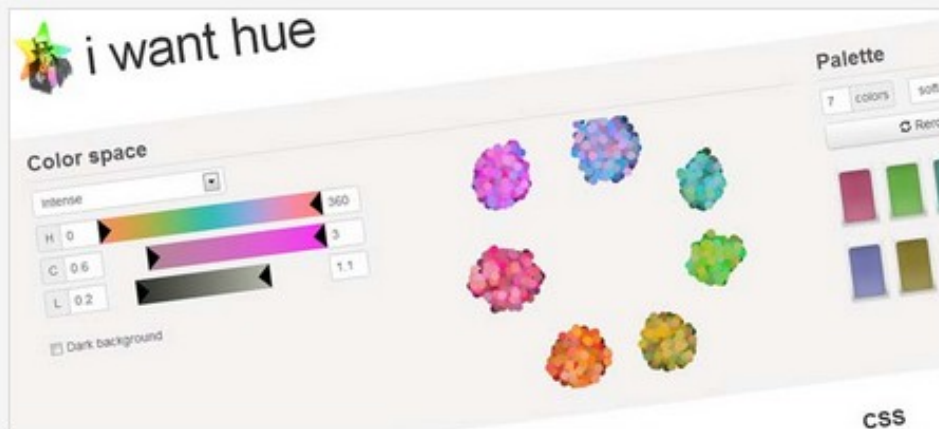 i want hue
Color space
Intense
H 0 360
C 0.6 3
L 0.2 1.1
Dark background
Palette
7 colors
CSS